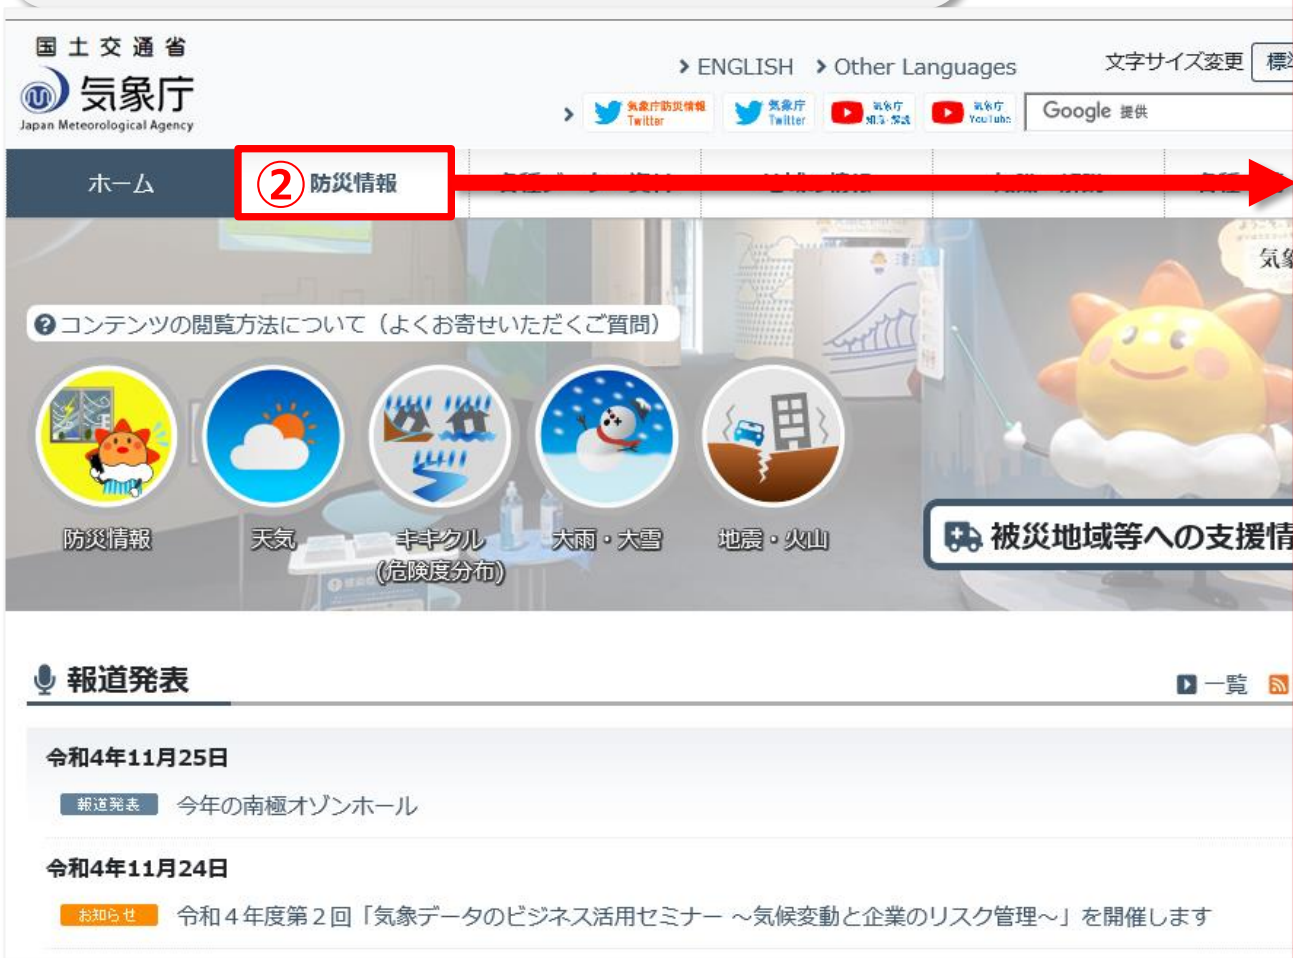 国土交通省
気象庁
Japan Meteorological Agency
ENGLISH
Other Languages
文字サイズ変更
気象庁防災情報
Twitter
気象庁
Twitter
気象庁
気象庁
YouTube
Google 提供
ホーム
② 防災情報
コンテンツの閲覧方法について（よくお寄せいただくご質問）
防災情報
天気
キキクル
(危険度分布)
大雨・大雪
地震・火山
被災地域等への支援情
報道発表
一覧
令和4年11月25日
報道発表 今年の南極オゾンホール
令和4年11月24日
お知らせ 令和４年度第２回「気象データのビジネス活用セミナー ～気候変動と企業のリスク管理～」を開催します